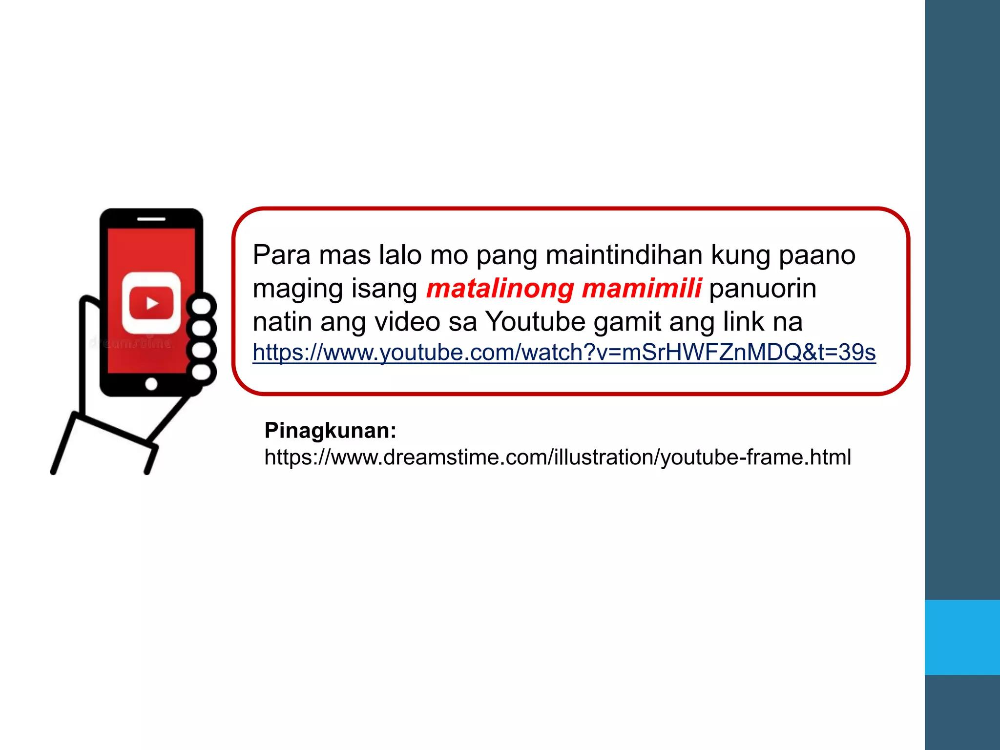 Para mas lalo mo pang maintindihan kung paano
maging isang matalinong mamimili panuorin
natin ang video sa Youtube gamit ang link na
https://www.youtube.com/watch?v=mSrHWFZnMDQ&t=39s
dreamstime
Pinagkunan:
https://www.dreamstime.com/illustration/youtube-frame.html